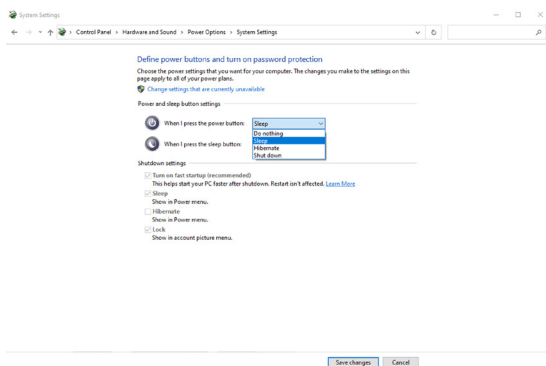 System Settings
Control Panel > Hardware and Sound > Power Options > System Settings
Define power buttons and turn on password protection
Choose the power settings that you want for your computer. The changes you make to the settings on this
page apply to all of your power plans.
Change settings that are currently unavailable
Power and sleep button settings
When I press the power button: Sleep
Do nothing
Sleep
Hibernate
Shut down
When I press the sleep button:
Shutdown settings
Turn on fast startup (recommended)
This helps start your PC faster after shutdown. Restart isn't affected. Learn More
Sleep
Show in Power menu.
Hibernate
Show in Power menu.
Lock
Show in account picture menu.
Save changes Cancel